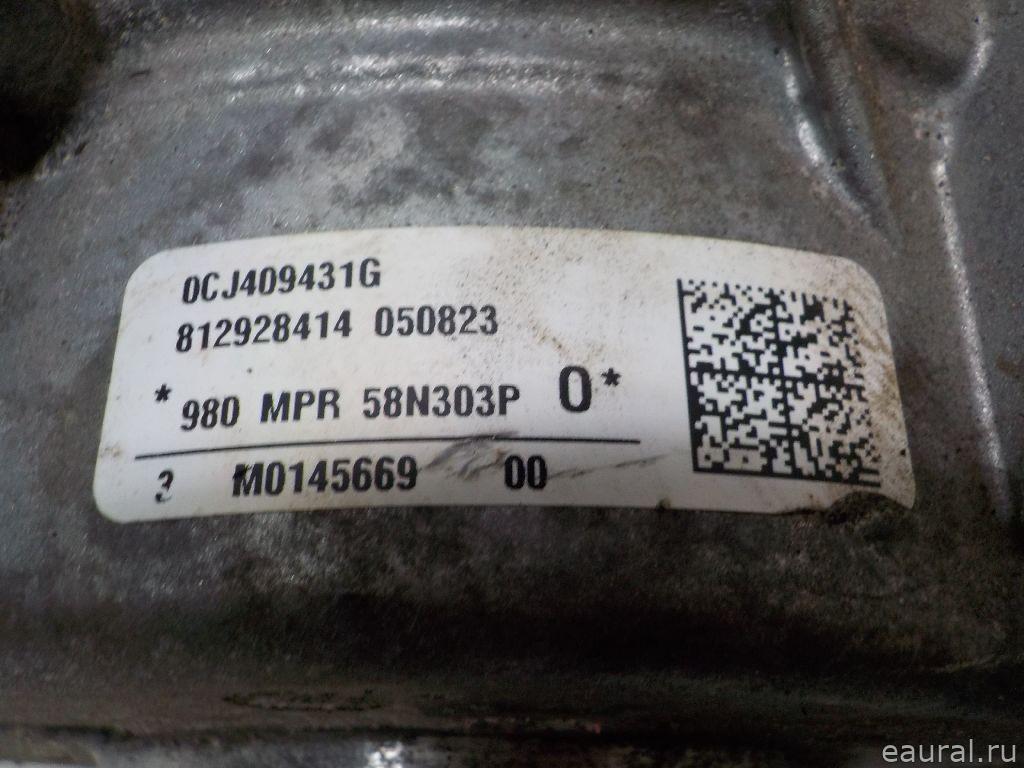 0CJ409431G
812928414 050823
*980 MPR 58N303P 0*
3 M0145669 00
eaural.ru